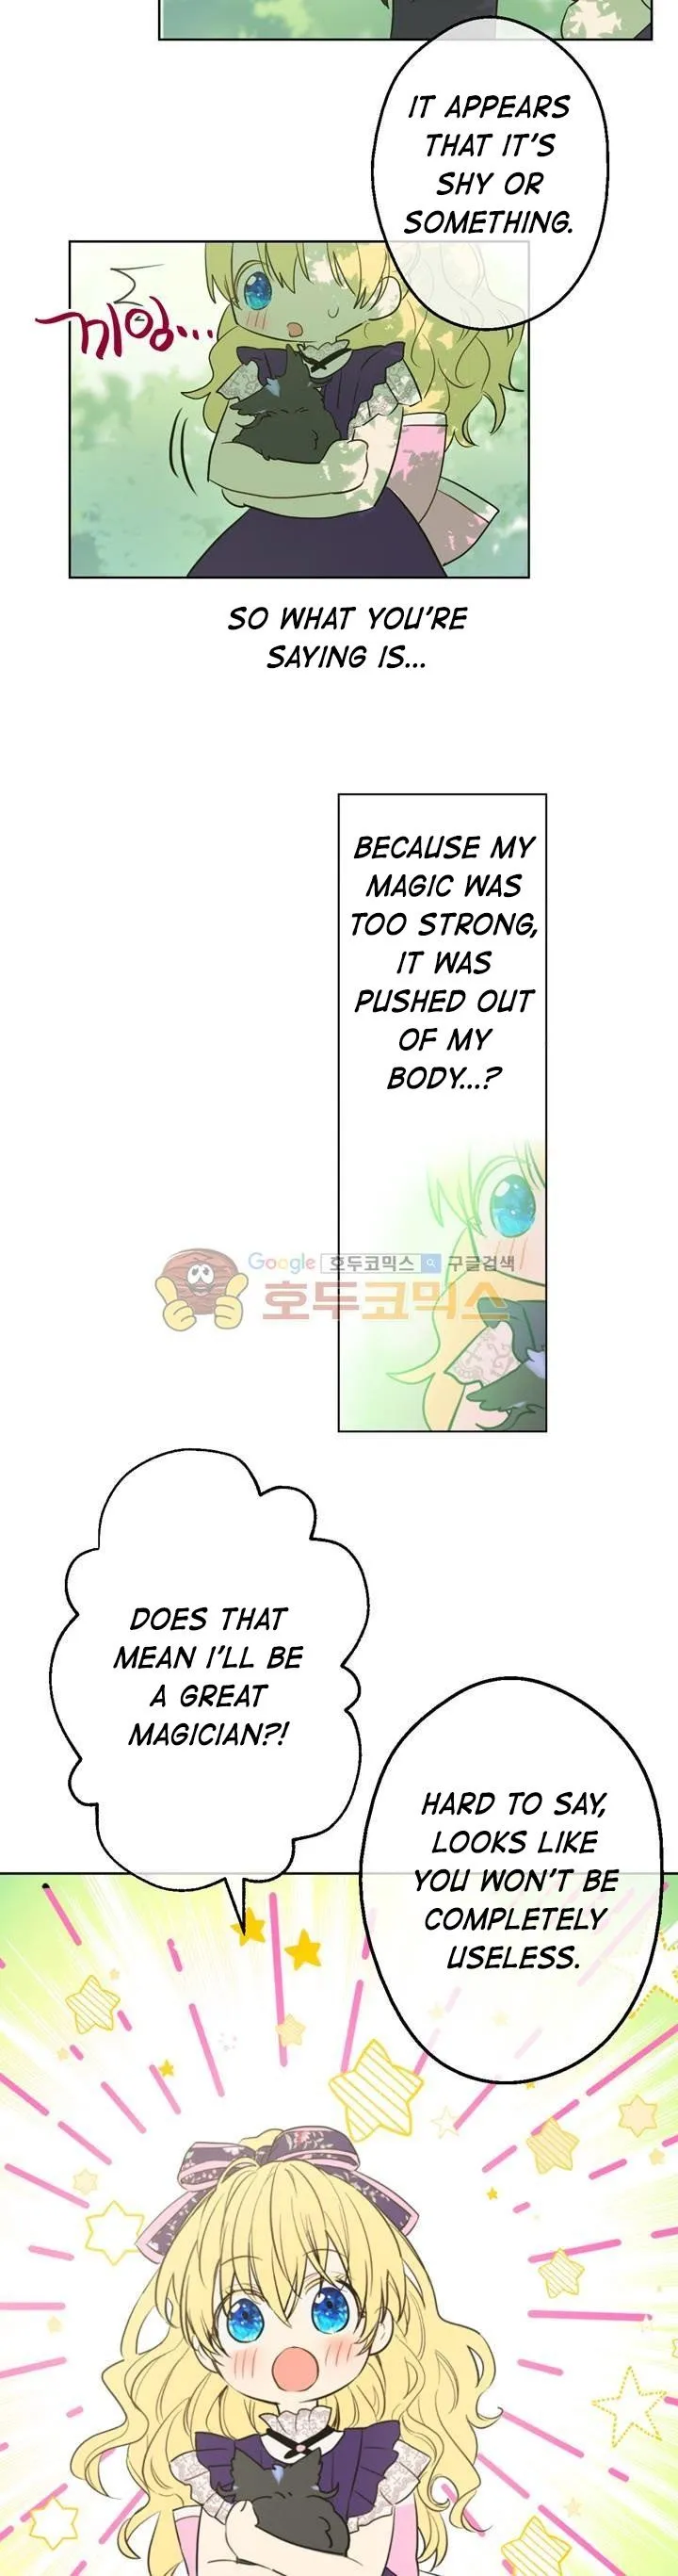 IT APPEARS
THAT IT'S
SHY OR
SOMETHING.
끼잉...
SO WHAT YOU'RE
SAYING IS...
BECAUSE MY
MAGIC WAS
TOO STRONG,
IT WAS
PUSHED OUT
OF MY
BODY...?
Google 호두코믹스 구글검색
호두코믹스
DOES THAT
MEAN I'LL BE
A GREAT
MAGICIAN?!
HARD TO SAY,
LOOKS LIKE
YOU WON'T BE
COMPLETELY
USELESS.